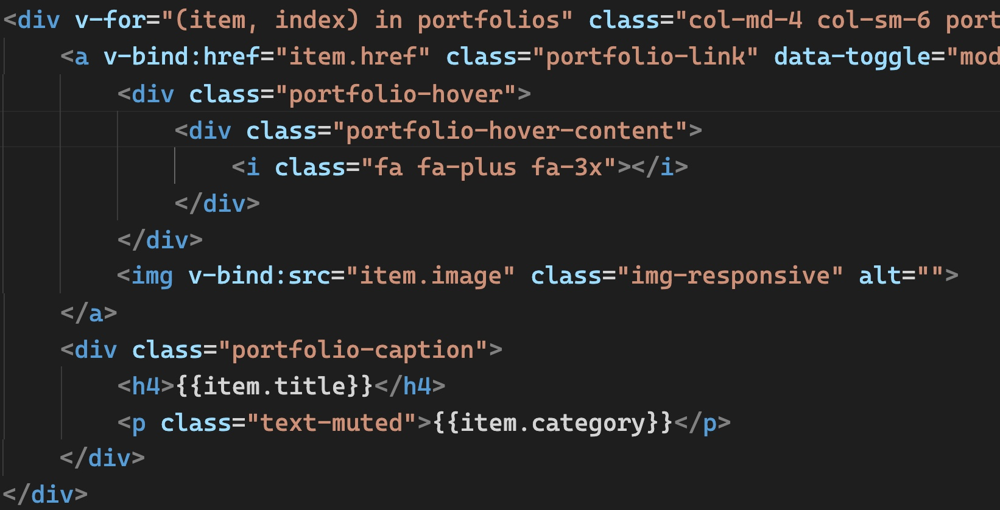 <div v-for="(item, index) in portfolios" class="col-md-4 col-sm-6 port
<a v-bind:href="item.href" class="portfolio-link" data-toggle="mod
<div class="portfolio-hover">
<div class="portfolio-hover-content">
<i class="fa fa-plus fa-3x"></i>
</div>
</div>
<img v-bind:src="item.image" class="img-responsive" alt="">
</a>
<div class="portfolio-caption">
<h4>{{item.title}}</h4>
<p class="text-muted">{{item.category}}</p>
</div>
</div>